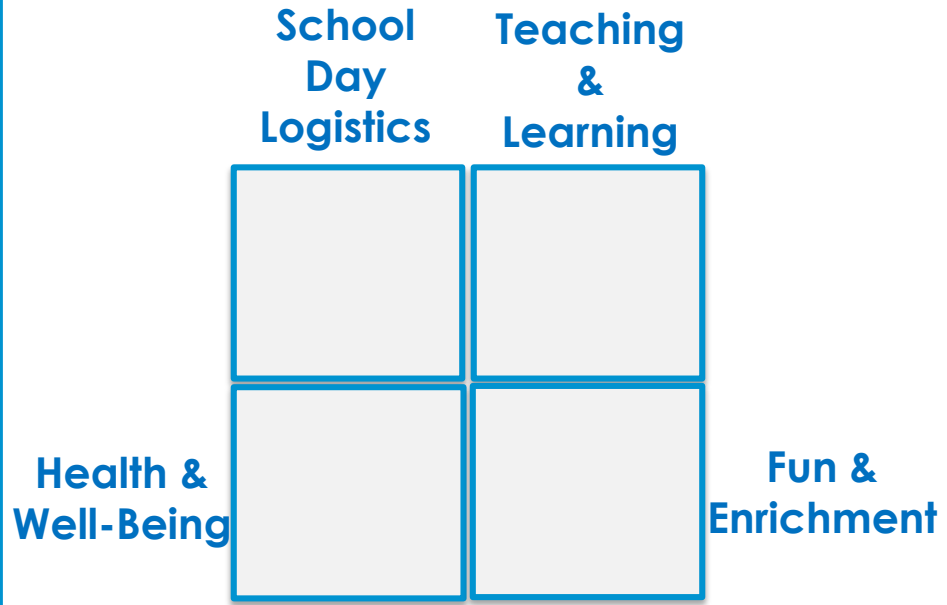 School
Day
Logistics
Teaching
&
Learning
Health &
Well-Being
Fun &
Enrichment